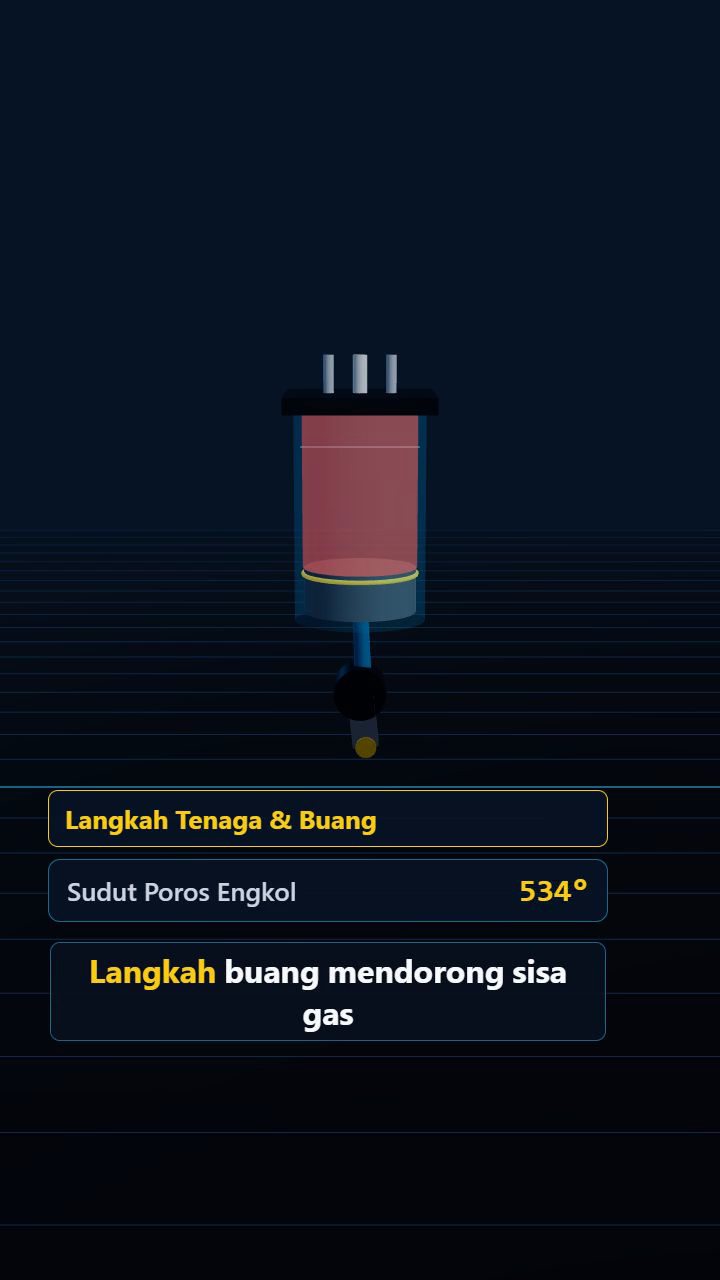 Langkah Tenaga & Buang
Sudut Poros Engkol 534°
Langkah buang mendorong sisa
gas